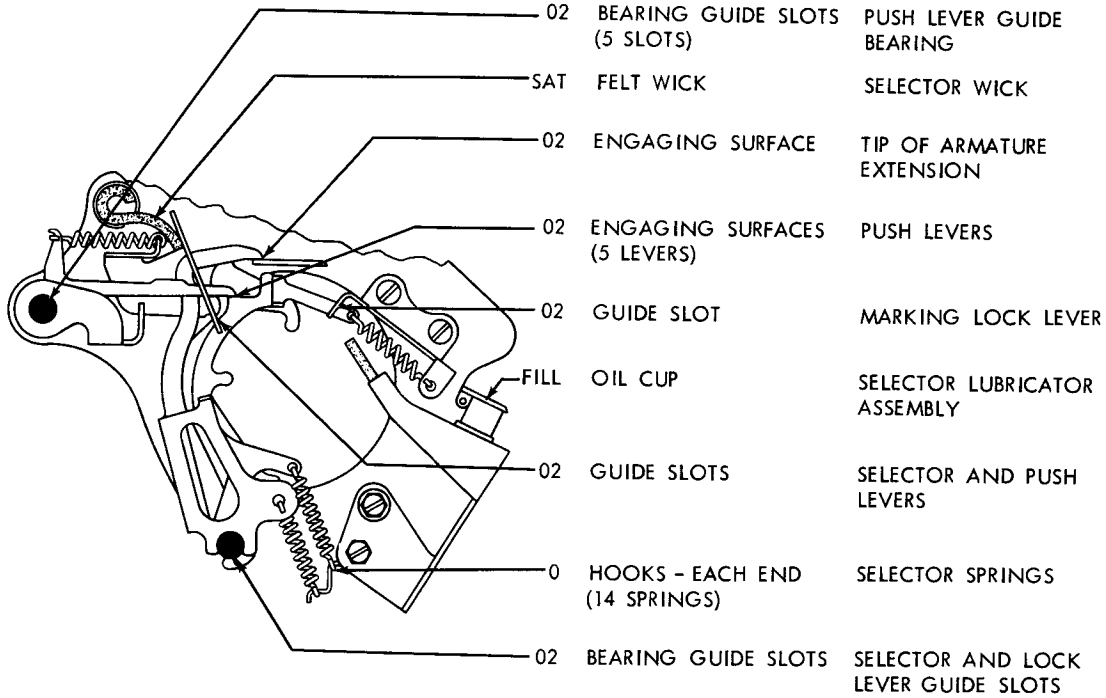 02 BEARING GUIDE SLOTS PUSH LEVER GUIDE
(5 SLOTS) BEARING
SAT FELT WICK SELECTOR WICK
02 ENGAGING SURFACE TIP OF ARMATURE
EXTENSION
02 ENGAGING SURFACES PUSH LEVERS
(5 LEVERS)
02 GUIDE SLOT MARKING LOCK LEVER
FILL OIL CUP SELECTOR LUBRICATOR
ASSEMBLY
02 GUIDE SLOTS SELECTOR AND PUSH
LEVERS
0 HOOKS - EACH END SELECTOR SPRINGS
(14 SPRINGS)
02 BEARING GUIDE SLOTS SELECTOR AND LOCK
LEVER GUIDE SLOTS